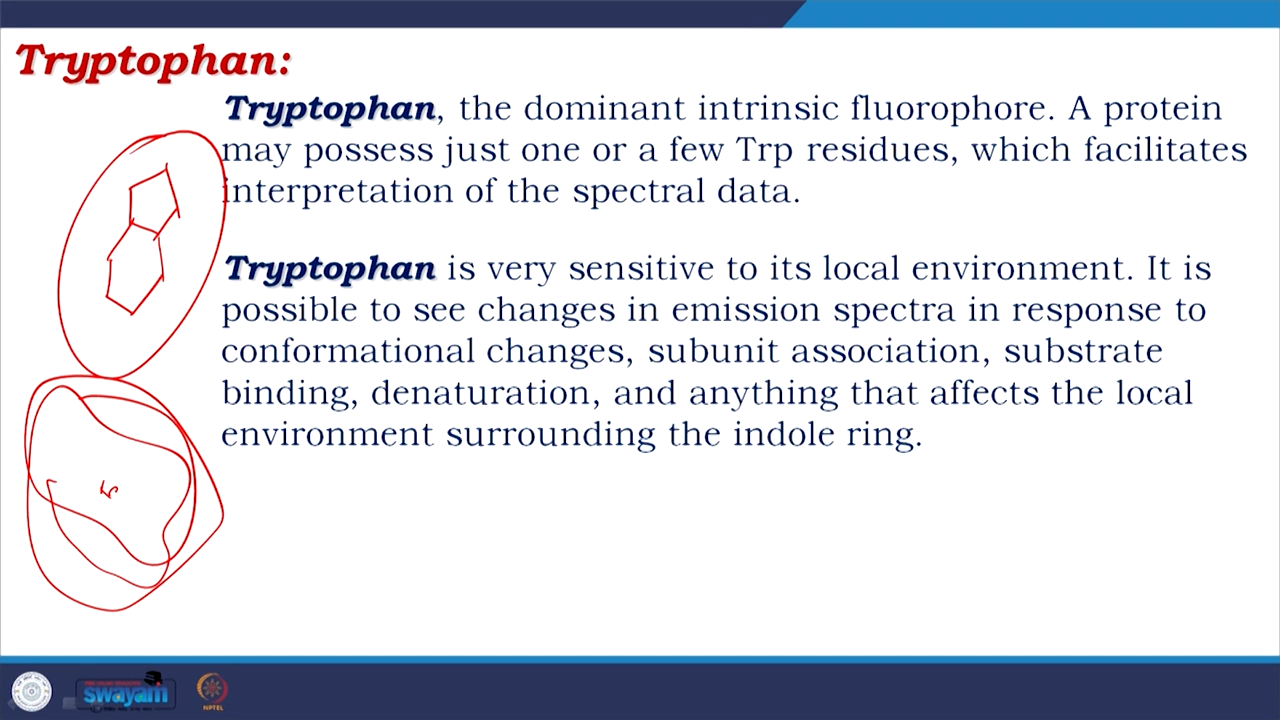 Tryptophan:
Tryptophan, the dominant intrinsic fluorophore. A protein
may possess just one or a few Trp residues, which facilitates
interpretation of the spectral data.
Tryptophan is very sensitive to its local environment. It is
possible to see changes in emission spectra in response to
conformational changes, subunit association, substrate
binding, denaturation, and anything that affects the local
environment surrounding the indole ring.
swayam
NPTEL